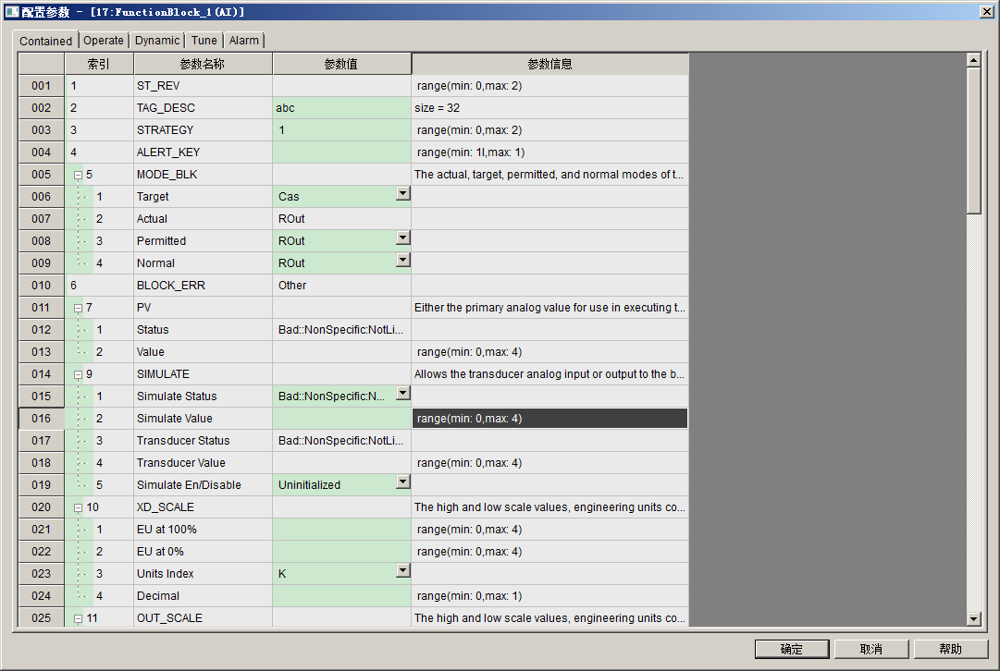 配置参数 - [17:FunctionBlock_1(AI)]
Contained Operate Dynamic Tune Alarm
索引 参数名称 参数值 参数信息
001 1 ST_REV range(min: 0,max: 2)
002 2 TAG_DESC abc size = 32
003 3 STRATEGY 1 range(min: 0,max: 2)
004 4 ALERT_KEY range(min: 1l,max: 1)
005 5 MODE_BLK The actual, target, permitted, and normal modes of t...
006 1 Target Cas
007 2 Actual ROut
008 3 Permitted ROut
009 4 Normal ROut
010 6 BLOCK_ERR Other
011 7 PV Either the primary analog value for use in executing t...
012 1 Status Bad::NonSpecific:NotLi...
013 2 Value range(min: 0,max: 4)
014 9 SIMULATE Allows the transducer analog input or output to the b...
015 1 Simulate Status Bad::NonSpecific:N...
016 2 Simulate Value range(min: 0,max: 4)
017 3 Transducer Status Bad::NonSpecific:NotLi...
018 4 Transducer Value range(min: 0,max: 4)
019 5 Simulate En/Disable Uninitialized
020 10 XD_SCALE The high and low scale values, engineering units co...
021 1 EU at 100% range(min: 0,max: 4)
022 2 EU at 0% range(min: 0,max: 4)
023 3 Units Index K
024 4 Decimal range(min: 0,max: 1)
025 11 OUT_SCALE The high and low scale values, engineering units co...
确定 取消 帮助